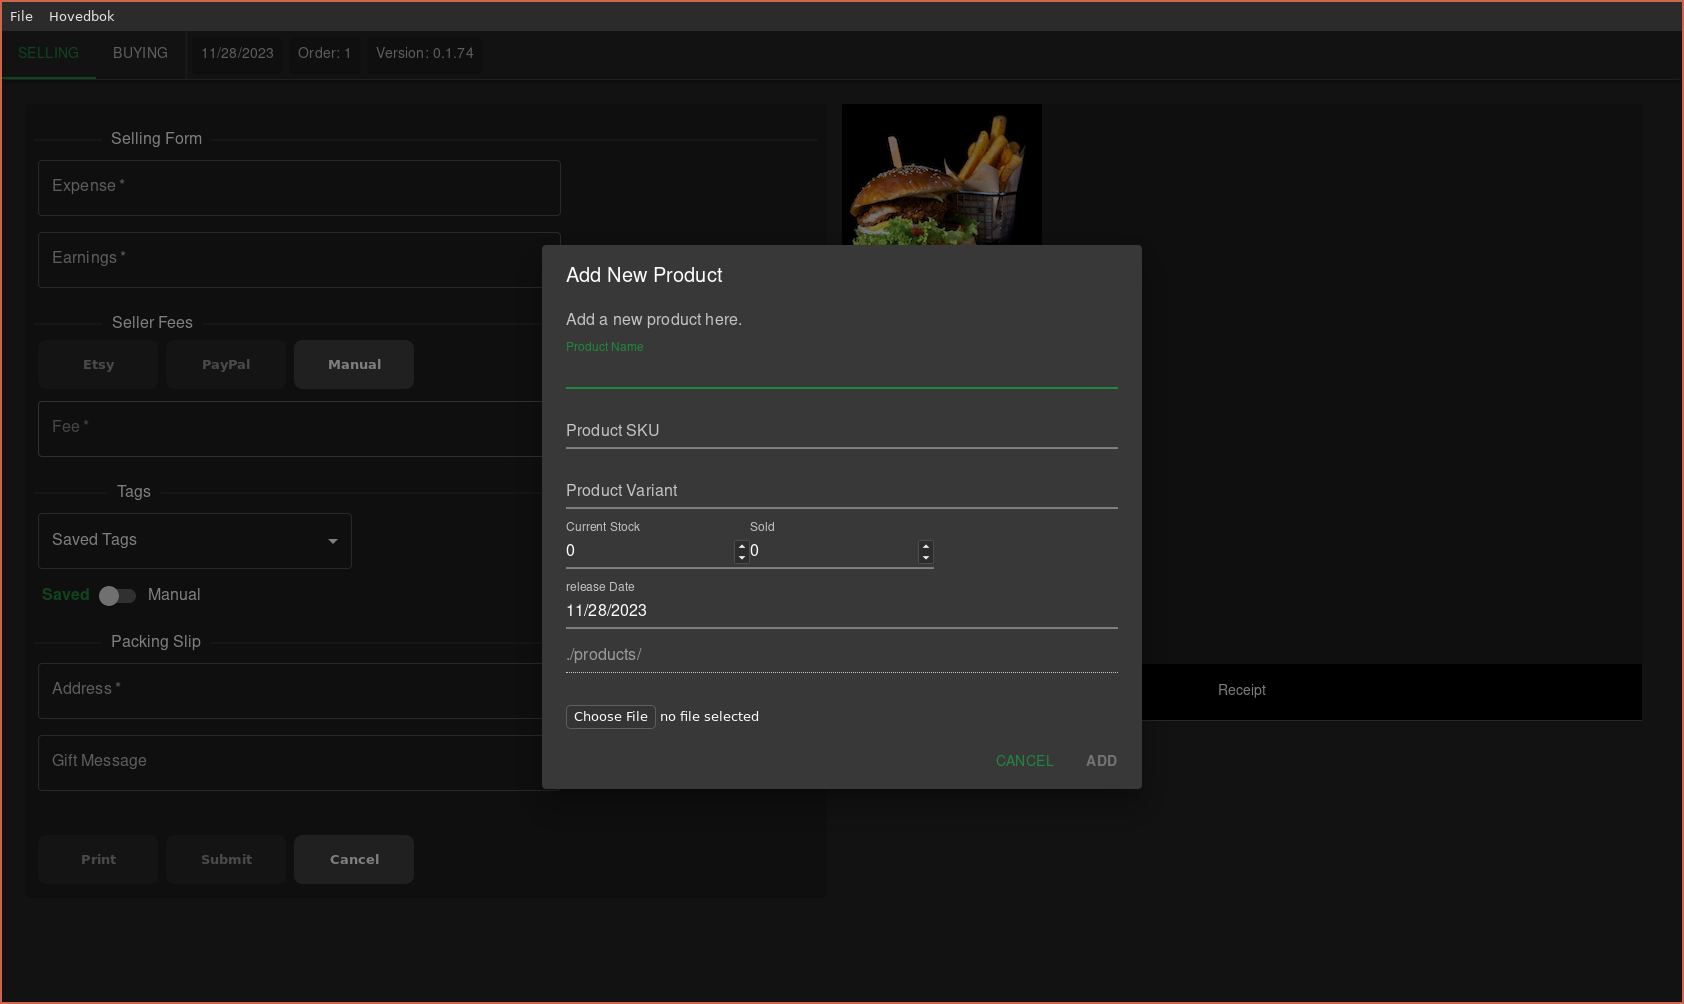 File Hovedbok
SELLING BUYING 11/28/2023 Order: 1 Version: 0.1.74
Selling Form
Expense *
Earnings *
Seller Fees
Etsy PayPal Manual
Fee *
Tags
Saved Tags
Saved Manual
Packing Slip
Address *
Gift Message
Print Submit Cancel
Add New Product
Add a new product here.
Product Name
Product SKU
Product Variant
Current Stock Sold
0 0
release Date
11/28/2023
./products/
Choose File no file selected
CANCEL ADD
Receipt